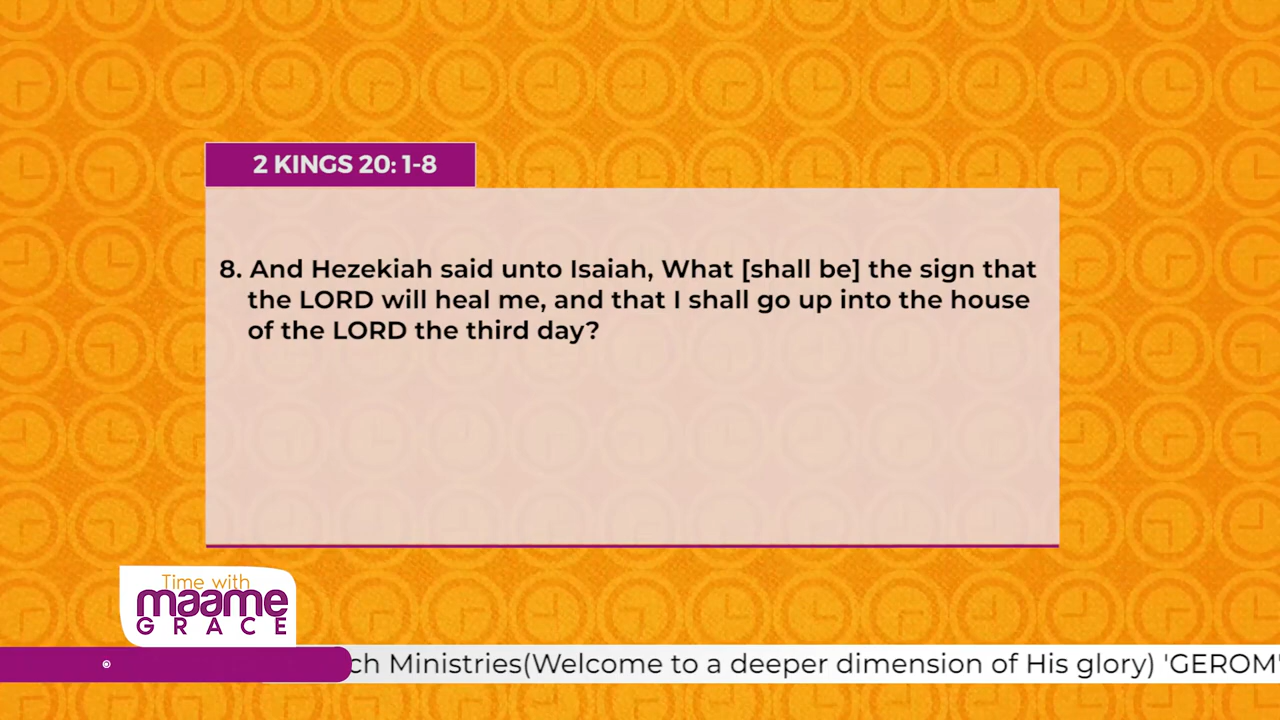 2 KINGS 20: 1-8
8. And Hezekiah said unto Isaiah, What [shall be] the sign that
the LORD will heal me, and that I shall go up into the house
of the LORD the third day?
Time with
maame
GRACE
ch Ministries(Welcome to a deeper dimension of His glory) 'GEROM'